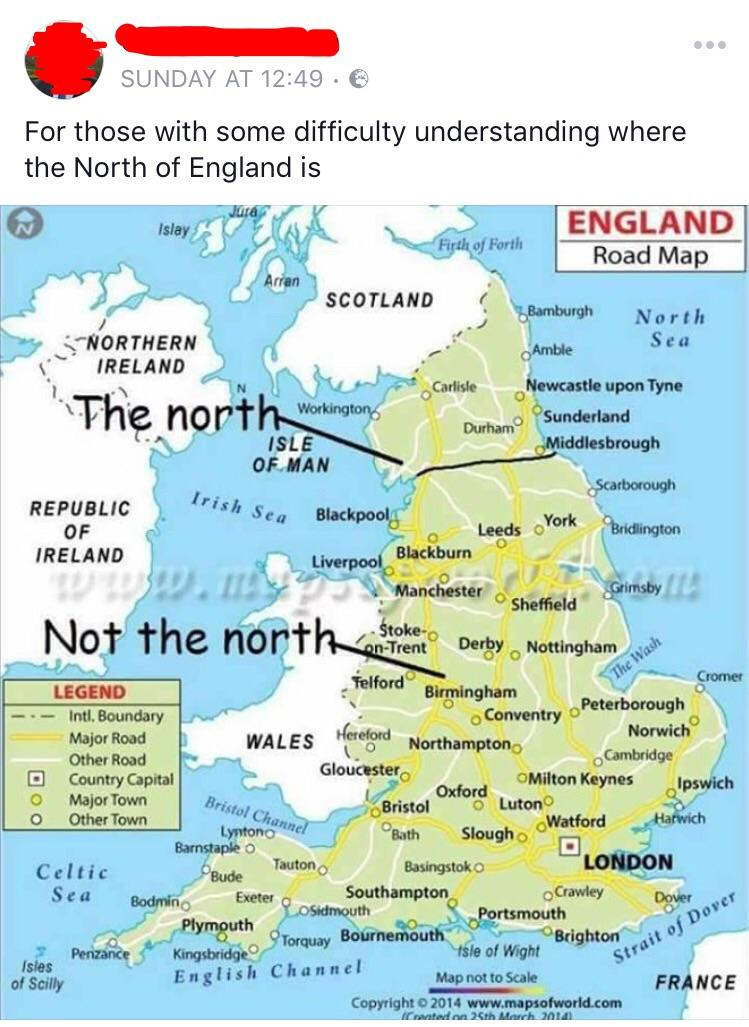 SUNDAY AT 12:49 ·
For those with some difficulty understanding where
the North of England is
N
ENGLAND
Road Map
Jura
Islay
Firth of Forth
Arran
SCOTLAND
Bamburgh
North
Sea
NORTHERN
IRELAND
Amble
Carlisle
Newcastle upon Tyne
N
The north
Workington
Sunderland
Durham
ISLE
OF MAN
Middlesbrough
Scarborough
Irish Sea
REPUBLIC
OF
IRELAND
Blackpool
Leeds
York
Bridlington
Liverpool
Blackburn
Manchester
Grimsby
Sheffield
Not the north
Stoke-
on-Trent
Derby
Nottingham
The Wash
Telford
Cromer
LEGEND
Intl. Boundary
Major Road
Other Road
Country Capital
Major Town
Other Town
Birmingham
Peterborough
Conventry
Norwich
WALES
Hereford
Northampton
Cambridge
Gloucester
Milton Keynes
Ipswich
Oxford
Luton
Bristol Channel
Bristol
Harwich
Watford
Lynton
Bath
Slough
Barnstaple
Celtic
Sea
Tauton
Basingstok
LONDON
Bude
Bodmin
Exeter
Southampton
Crawley
Dover
Sidmouth
Portsmouth
Plymouth
Torquay
Bournemouth
Brighton
Strait of Dover
Penzance
Kingsbridge
Isle of Wight
Isles
of Scilly
English Channel
Map not to Scale
FRANCE
Copyright © 2014 www.mapsofworld.com
(Created on 25th March, 2014)